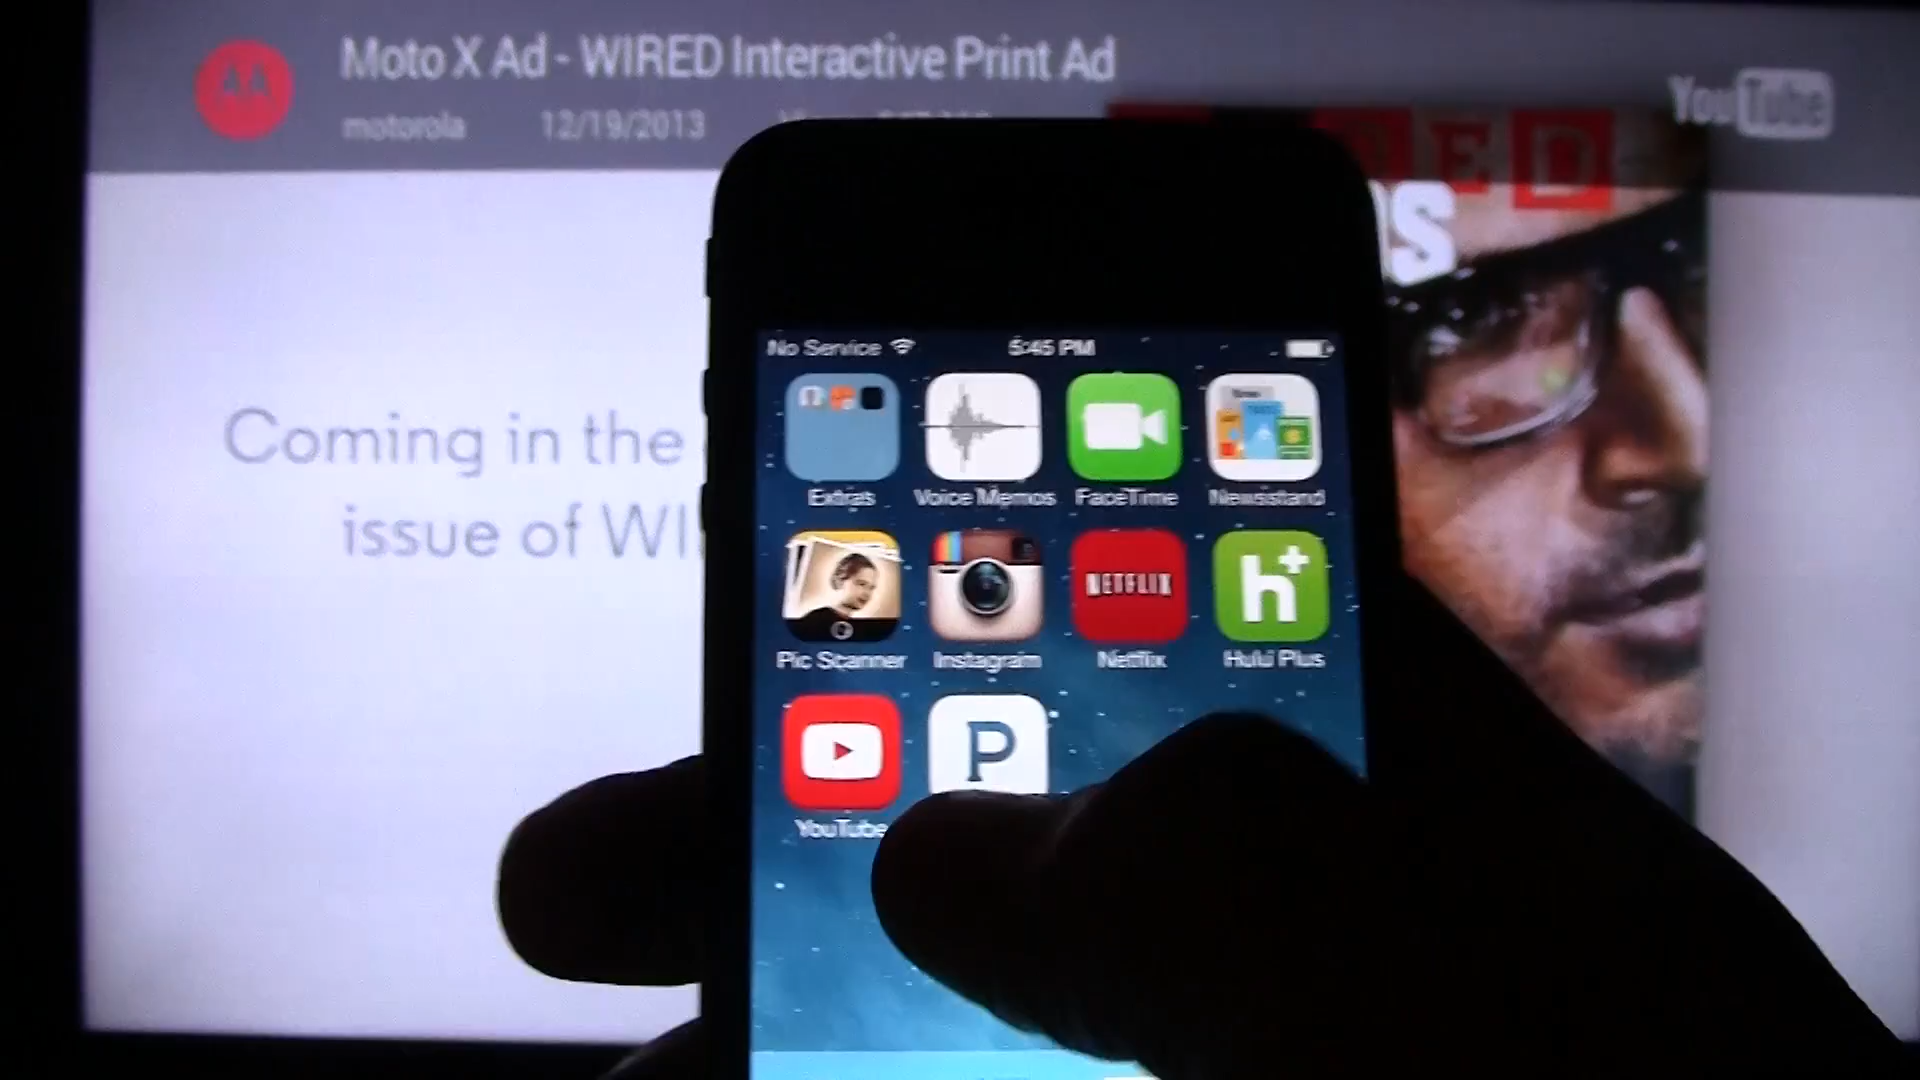 Moto X Ad - WIRED Interactive Print Ad
motorola 12/19/2013
YouTube
ED
Coming in the
issue of WI
No Service 5:45 PM
Extras Voice Memos FaceTime Newsstand
NETFLIX h+
Pic Scanner Instagram Netflix Hulu Plus
P
YouTube